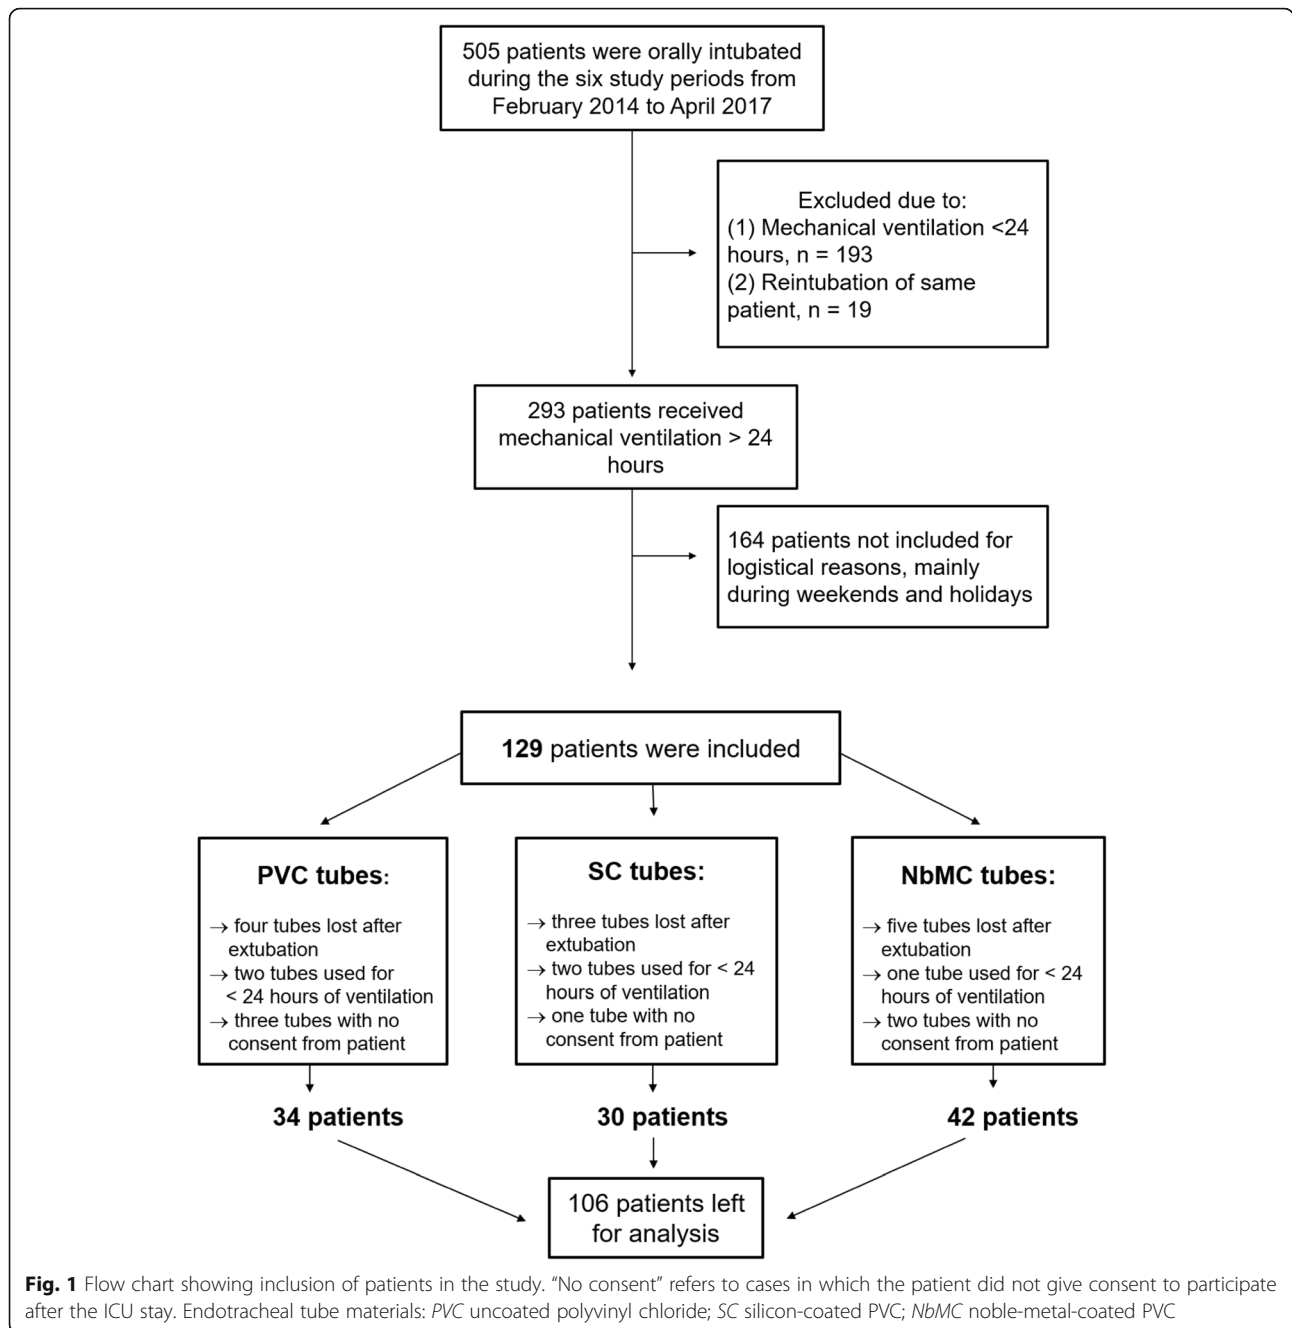 505 patients were orally intubated
during the six study periods from
February 2014 to April 2017
Excluded due to:
(1) Mechanical ventilation <24
hours, n = 193
(2) Reintubation of same
patient, n = 19
293 patients received
mechanical ventilation > 24
hours
164 patients not included for
logistical reasons, mainly
during weekends and holidays
129 patients were included
PVC tubes:
→ four tubes lost after
extubation
→ two tubes used for
< 24 hours of ventilation
→ three tubes with no
consent from patient
SC tubes:
→ three tubes lost after
extubation
→ two tubes used for < 24
hours of ventilation
→ one tube with no
consent from patient
NbMC tubes:
→ five tubes lost after
extubation
→ one tube used for < 24
hours of ventilation
→ two tubes with no
consent from patient
34 patients
30 patients
42 patients
106 patients left
for analysis
Fig. 1 Flow chart showing inclusion of patients in the study. “No consent” refers to cases in which the patient did not give consent to participate
after the ICU stay. Endotracheal tube materials: PVC uncoated polyvinyl chloride; SC silicon-coated PVC; NbMC noble-metal-coated PVC